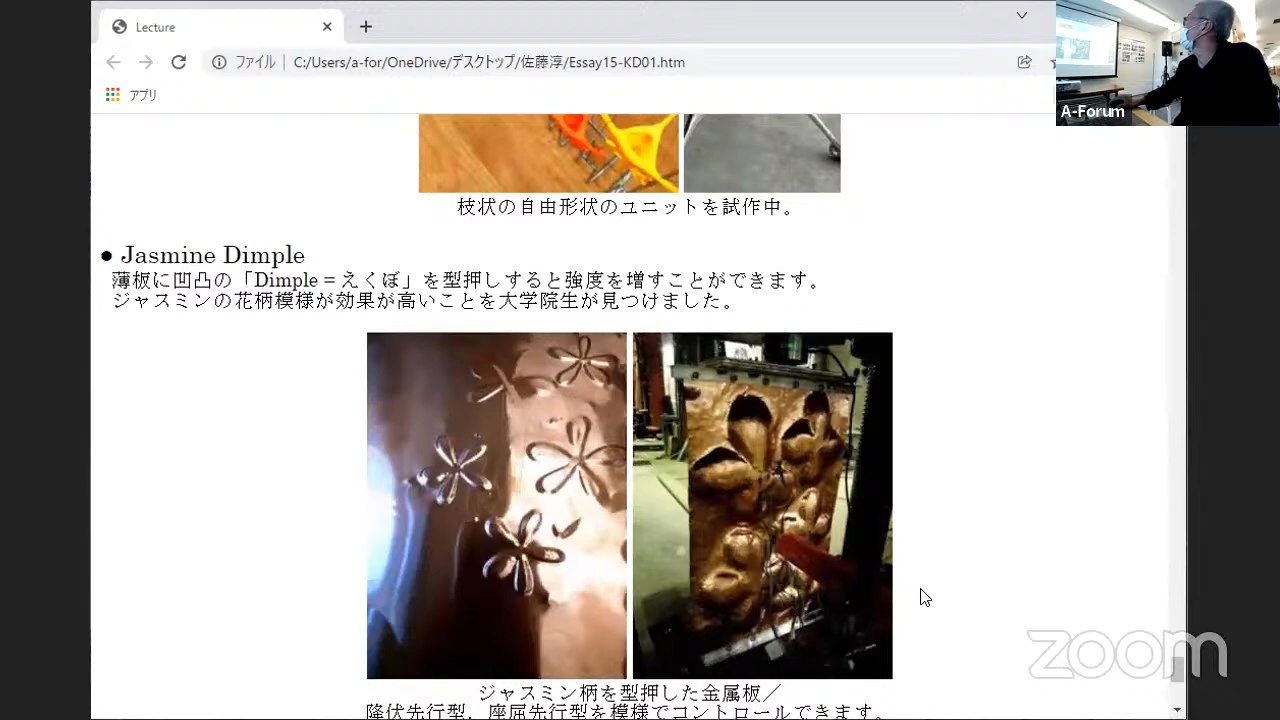 Lecture
ファイル
C:/Users/a-for/OneDrive/デスクトップ/佐藤淳/Essay15-KD01.htm
アプリ
A-Forum
枝状の自由形状のユニットを試作中。
● Jasmine Dimple
薄板に凹凸の「Dimple = えくぼ」を型押しすると強度を増すことができます。
ジャスミンの花柄模様が効果が高いことを大学院生が見つけました。
zoom
ジャスミン柄を型押しした金属板／
降伏先行型、座屈先行型を模様でコントロールできます。